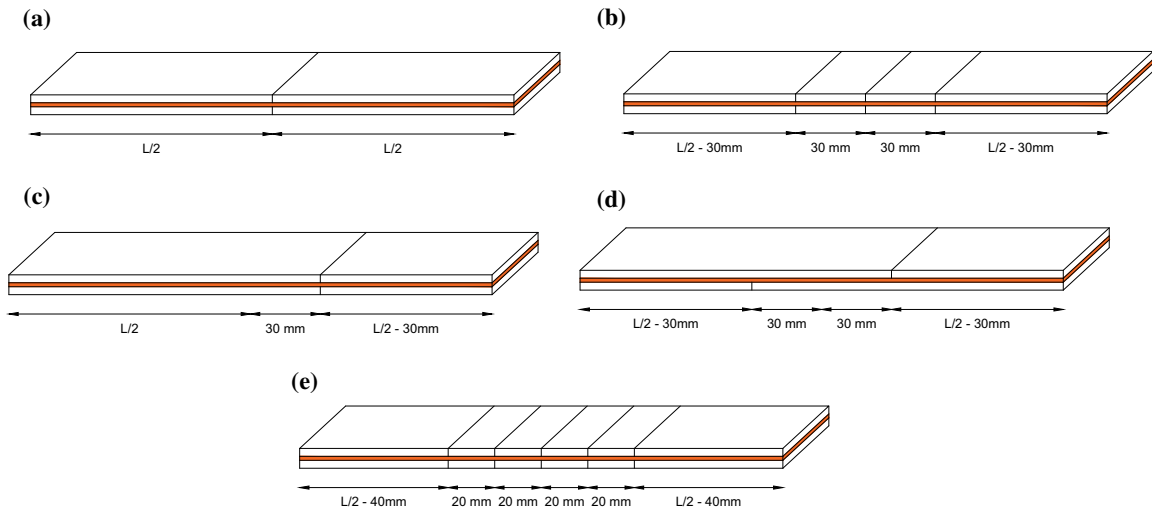 (a)
L/2 L/2
(b)
L/2 - 30mm 30 mm 30 mm L/2 - 30mm
(c)
L/2 30 mm L/2 - 30mm
(d)
L/2 - 30mm 30 mm 30 mm L/2 - 30mm
(e)
L/2 - 40mm 20 mm 20 mm 20 mm 20 mm L/2 - 40mm